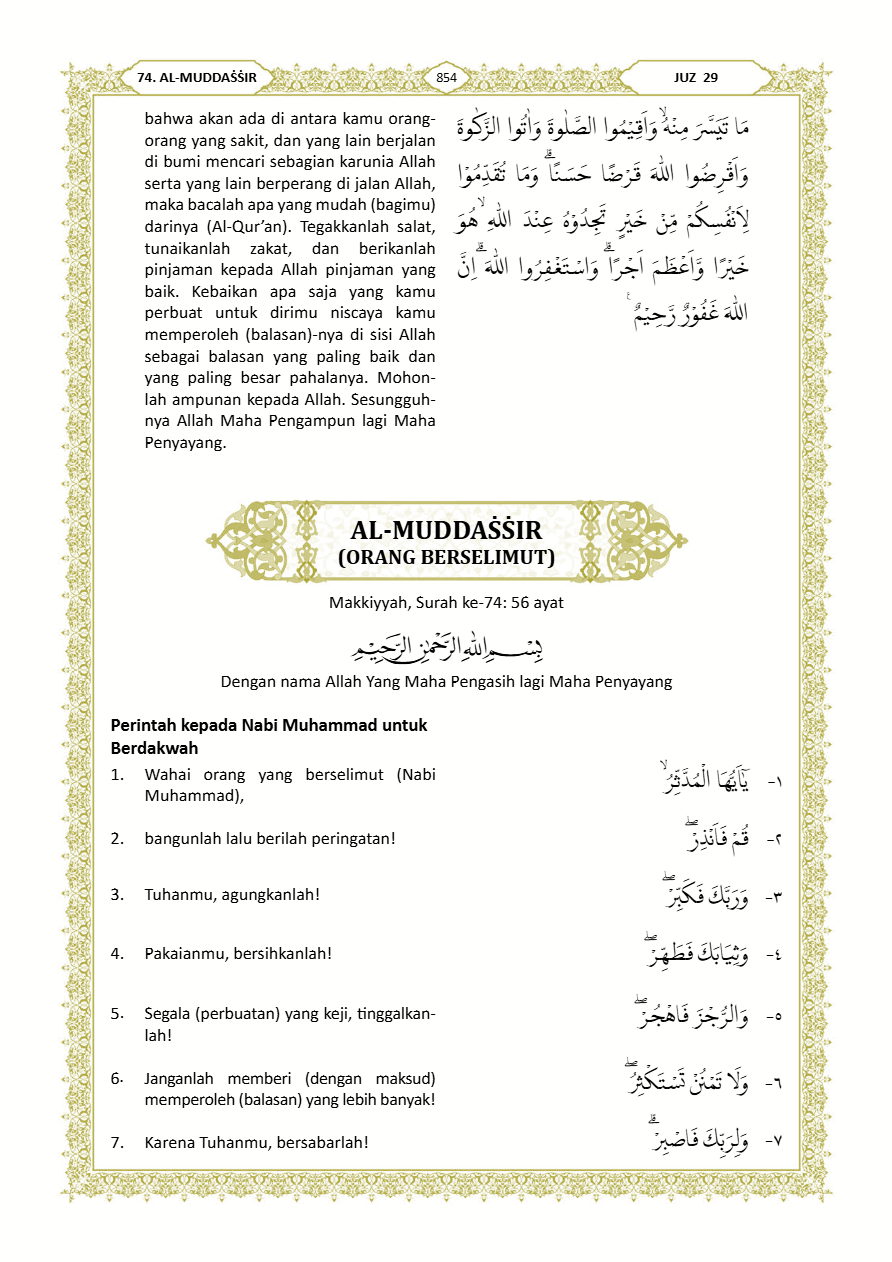 74. AL-MUDDAṠṠIR
854
JUZ 29
bahwa akan ada di antara kamu orang-
orang yang sakit, dan yang lain berjalan
di bumi mencari sebagian karunia Allah
serta yang lain berperang di jalan Allah,
maka bacalah apa yang mudah (bagimu)
darinya (Al-Qur’an). Tegakkanlah salat,
tunaikanlah zakat, dan berikanlah
pinjaman kepada Allah pinjaman yang
baik. Kebaikan apa saja yang kamu
perbuat untuk dirimu niscaya kamu
memperoleh (balasan)-nya di sisi Allah
sebagai balasan yang paling baik dan
yang paling besar pahalanya. Mohon-
lah ampunan kepada Allah. Sesungguh-
nya Allah Maha Pengampun lagi Maha
Penyayang.
مَا تَيَسَّرَ مِنْهُۙ وَاَقِيْمُوا الصَّلٰوةَ وَاٰتُوا الزَّكٰوةَ
وَاَقْرِضُوا اللّٰهَ قَرْضًا حَسَنًاۗ وَمَا تُقَدِّمُوْا
لِاَنْفُسِكُمْ مِّنْ خَيْرٍ تَجِدُوْهُ عِنْدَ اللّٰهِ ۙهُوَ
خَيْرًا وَّاَعْظَمَ اَجْرًاۗ وَاسْتَغْفِرُوا اللّٰهَ ۗاِنَّ
اللّٰهَ غَفُوْرٌ رَّحِيْمٌ ࣖ
AL-MUDDAṠṠIR
(ORANG BERSELIMUT)
Makkiyyah, Surah ke-74: 56 ayat
بِسْمِ اللّٰهِ الرَّحْمٰنِ الرَّحِيْمِ
Dengan nama Allah Yang Maha Pengasih lagi Maha Penyayang
Perintah kepada Nabi Muhammad untuk
Berdakwah
1. Wahai orang yang berselimut (Nabi
Muhammad),
١- يٰٓاَيُّهَا الْمُدَّثِّرُۙ
2. bangunlah lalu berilah peringatan!
٢- قُمْ فَاَنْذِرْۖ
3. Tuhanmu, agungkanlah!
٣- وَرَبَّكَ فَكَبِّرْۖ
4. Pakaianmu, bersihkanlah!
٤- وَثِيَابَكَ فَطَهِّرْۖ
5. Segala (perbuatan) yang keji, tinggalkan-
lah!
٥- وَالرُّجْزَ فَاهْجُرْۖ
6. Janganlah memberi (dengan maksud)
memperoleh (balasan) yang lebih banyak!
٦- وَلَا تَمْنُنْ تَسْتَكْثِرُۖ
7. Karena Tuhanmu, bersabarlah!
٧- وَلِرَبِّكَ فَاصْبِرْۗ